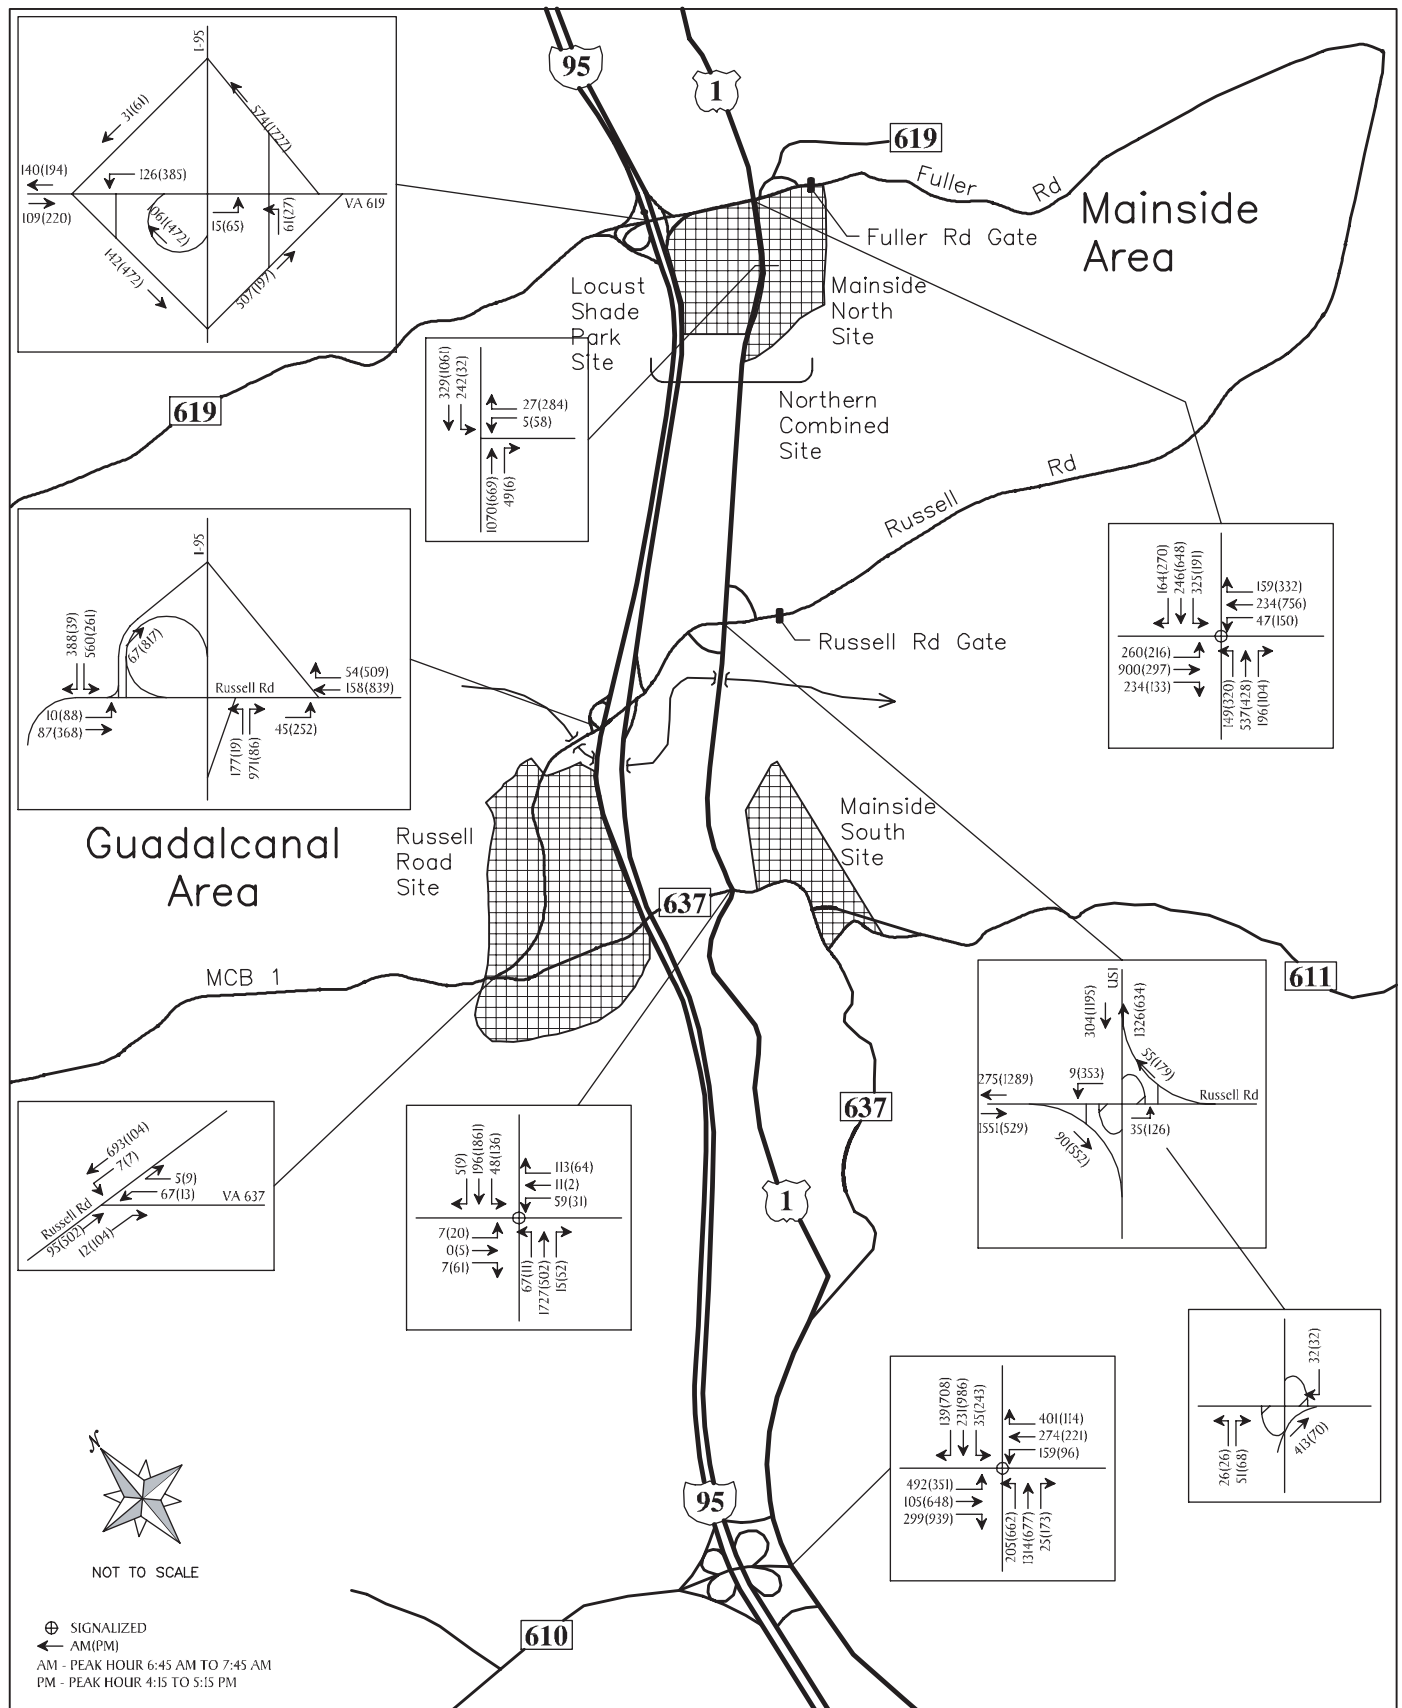 95
1
619
Fuller
Rd
Mainside
Area
Fuller Rd Gate
Locust
Shade
Park
Site
Mainside
North
Site
Northern
Combined
Site
619
I-95
31(61)
574(1727)
140(194)
126(385)
109(220)
1061(472)
15(65)
61(27)
VA 619
142(472)
507(197)
329(1061)
242(32)
27(284)
5(58)
1070(669)
49(6)
Russell
Rd
164(270)
246(648)
325(191)
159(332)
234(756)
47(150)
260(216)
900(297)
234(133)
149(320)
537(428)
196(104)
I-95
388(39)
560(261)
67(817)
Russell Rd
54(509)
158(839)
10(88)
87(368)
45(252)
177(19)
971(86)
Russell Rd Gate
Guadalcanal
Area
Russell
Road
Site
Mainside
South
Site
637
MCB 1
611
US1
304(1195)
1326(634)
55(179)
275(1289)
9(353)
Russell Rd
1551(529)
35(126)
90(552)
693(104)
7(7)
5(9)
67(13)
VA 637
Russell Rd
95(502)
12(104)
5(9)
196(1861)
48(136)
113(64)
11(2)
59(31)
7(20)
0(5)
7(61)
67(11)
1727(502)
15(52)
637
1
32(32)
26(26)
51(68)
413(70)
139(708)
231(986)
35(243)
401(114)
274(221)
159(96)
492(351)
105(648)
299(939)
205(662)
1314(677)
25(173)
95
610
N
NOT TO SCALE
SIGNALIZED
AM(PM)
AM - PEAK HOUR 6:45 AM TO 7:45 AM
PM - PEAK HOUR 4:15 TO 5:15 PM